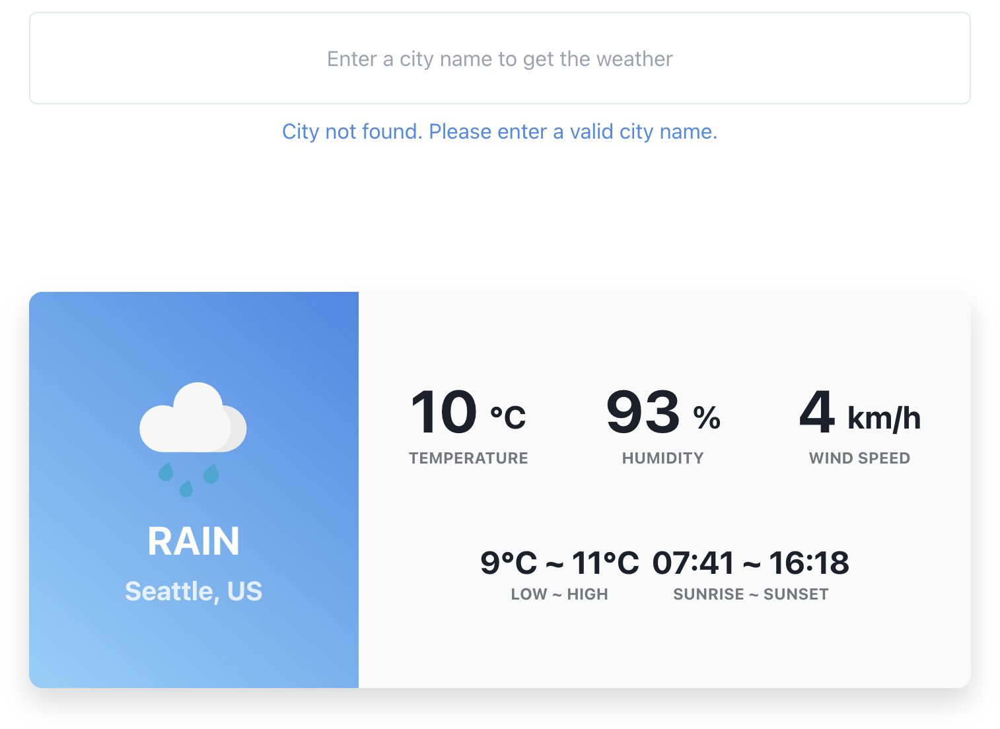 Enter a city name to get the weather
City not found. Please enter a valid city name.
RAIN
Seattle, US
10 °C
TEMPERATURE
93 %
HUMIDITY
4 km/h
WIND SPEED
9°C ~ 11°C
LOW ~ HIGH
07:41 ~ 16:18
SUNRISE ~ SUNSET